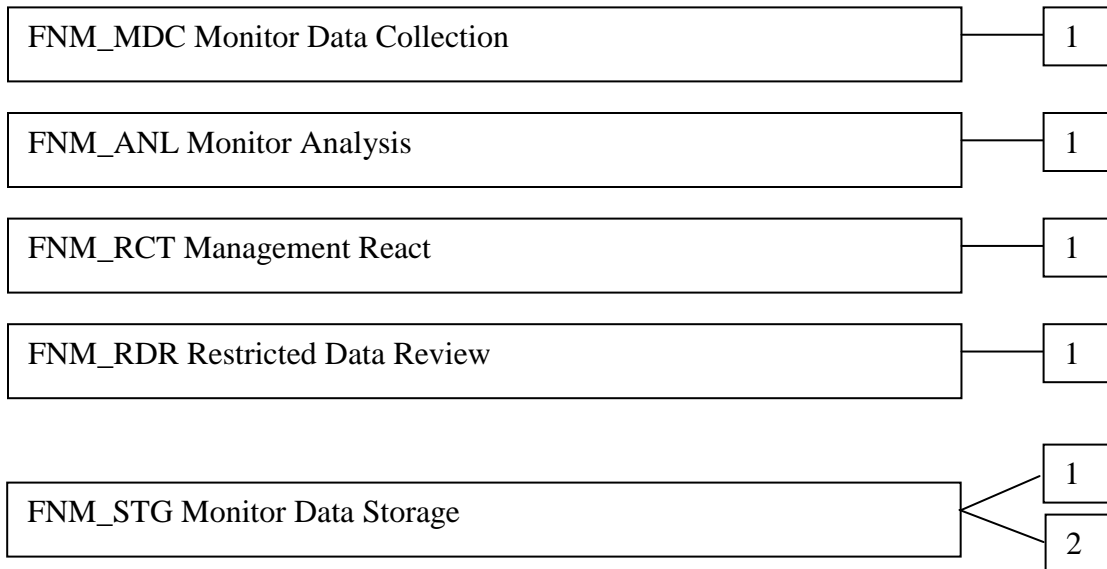 FNM_MDC Monitor Data Collection 1
FNM_ANL Monitor Analysis 1
FNM_RCT Management React 1
FNM_RDR Restricted Data Review 1
1
FNM_STG Monitor Data Storage
2